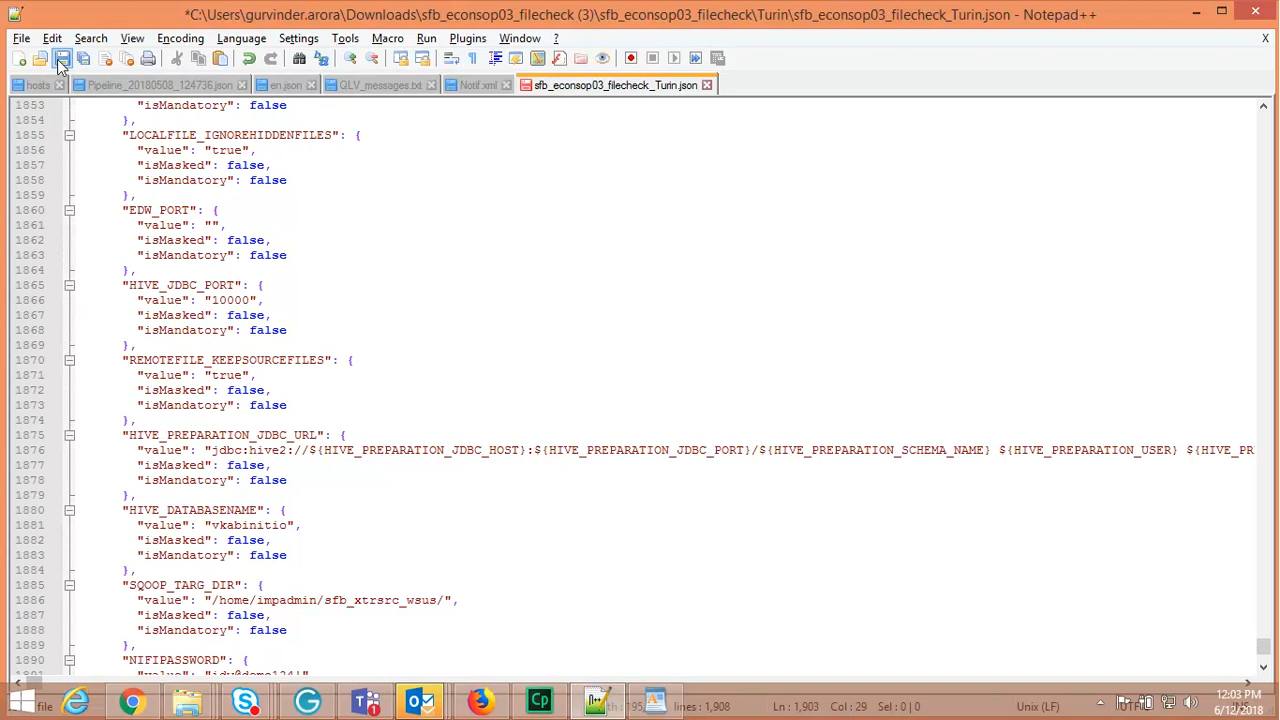 *C:\Users\gurvinder.arora\Downloads\sfb_econsop03_filecheck (3)\sfb_econsop03_filecheck\Turin\sfb_econsop03_filecheck_Turin.json - Notepad++
File Edit Search View Encoding Language Settings Tools Macro Run Plugins Window ? X
hosts Pipeline_20180508_124736.json en.json QLV_messages.txt Notif.xml sfb_econsop03_filecheck_Turin.json
1853 "isMandatory": false
1854 },
1855 "LOCALFILE_IGNOREHIDDENFILES": {
1856 "value": "true",
1857 "isMasked": false,
1858 "isMandatory": false
1859 },
1860 "EDW_PORT": {
1861 "value": "",
1862 "isMasked": false,
1863 "isMandatory": false
1864 },
1865 "HIVE_JDBC_PORT": {
1866 "value": "10000",
1867 "isMasked": false,
1868 "isMandatory": false
1869 },
1870 "REMOTEFILE_KEEPSOURCEFILES": {
1871 "value": "true",
1872 "isMasked": false,
1873 "isMandatory": false
1874 },
1875 "HIVE_PREPARATION_JDBC_URL": {
1876 "value": "jdbc:hive2://${HIVE_PREPARATION_JDBC_HOST}:${HIVE_PREPARATION_JDBC_PORT}/${HIVE_PREPARATION_SCHEMA_NAME} ${HIVE_PREPARATION_USER} ${HIVE_PR
1877 "isMasked": false,
1878 "isMandatory": false
1879 },
1880 "HIVE_DATABASENAME": {
1881 "value": "vkabinitio",
1882 "isMasked": false,
1883 "isMandatory": false
1884 },
1885 "SQOOP_TARG_DIR": {
1886 "value": "/home/impadmin/sfb_xtrsrc_wsus/",
1887 "isMasked": false,
1888 "isMandatory": false
1889 },
1890 "NIFIPASSWORD": {
file lines : 1,908 Ln : 1,903 Col : 29 Sel : 0 | 0 Unix (LF)
12:03 PM
6/12/2018